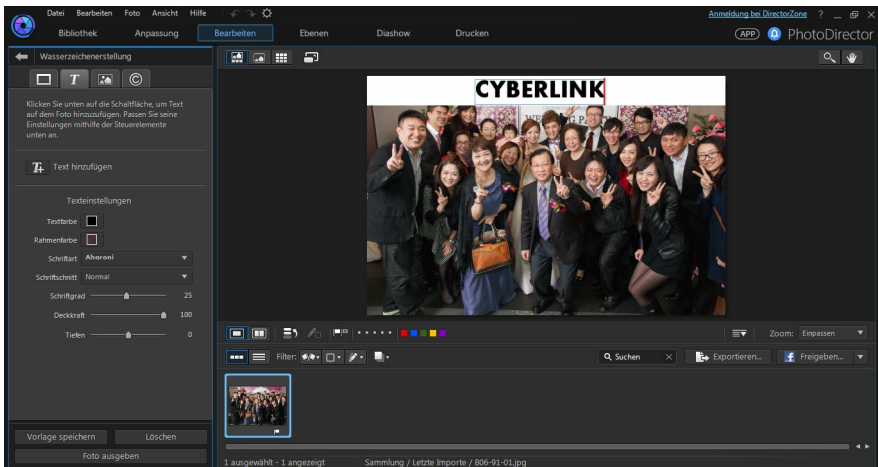 Datei Bearbeiten Foto Ansicht Hilfe
Anmeldung bei DirectorZone ?
Bibliothek Anpassung Bearbeiten Ebenen Diashow Drucken
APP PhotoDirector
Wasserzeichenerstellung
T ©
Klicken Sie unten auf die Schaltfläche, um Text
auf dem Foto hinzuzufügen. Passen Sie seine
Einstellungen mithilfe der Steuerelemente
unten an.
Text hinzufügen
Texteinstellungen
Textfarbe
Rahmenfarbe
Schriftart Aharoni
Schriftschnitt Normal
Schriftgrad 25
Deckkraft 100
Tiefen 0
Vorlage speichern Löschen
Foto ausgeben
CYBERLINK
WEDDING PARTY
Zoom: Einpassen
Filter:
Suchen
Exportieren...
Freigeben...
1 ausgewählt - 1 angezeigt Sammlung / Letzte Importe / B06-91-01.jpg